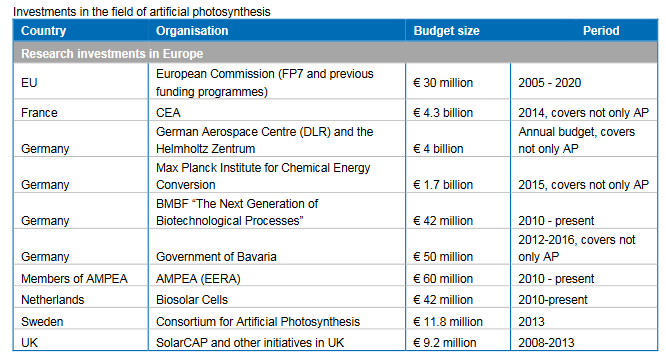 Investments in the field of artificial photosynthesis
Country Organisation Budget size Period
Research investments in Europe
European Commission (FP7 and previous
EU funding programmes) € 30 million 2005 - 2020
France CEA € 4.3 billion 2014, covers not only AP
German Aerospace Centre (DLR) and the Annual budget, covers
Germany Helmholtz Zentrum € 4 billion not only AP
Max Planck Institute for Chemical Energy
Germany Conversion € 1.7 billion 2015, covers not only AP
BMBF “The Next Generation of
Germany Biotechnological Processes” € 42 million 2010 - present
2012-2016, covers not
Germany Government of Bavaria € 50 million only AP
Members of AMPEA AMPEA (EERA) € 60 million 2010 - present
Netherlands Biosolar Cells € 42 million 2010-present
Sweden Consortium for Artificial Photosynthesis € 11.8 million 2013
UK SolarCAP and other initiatives in UK € 9.2 million 2008-2013